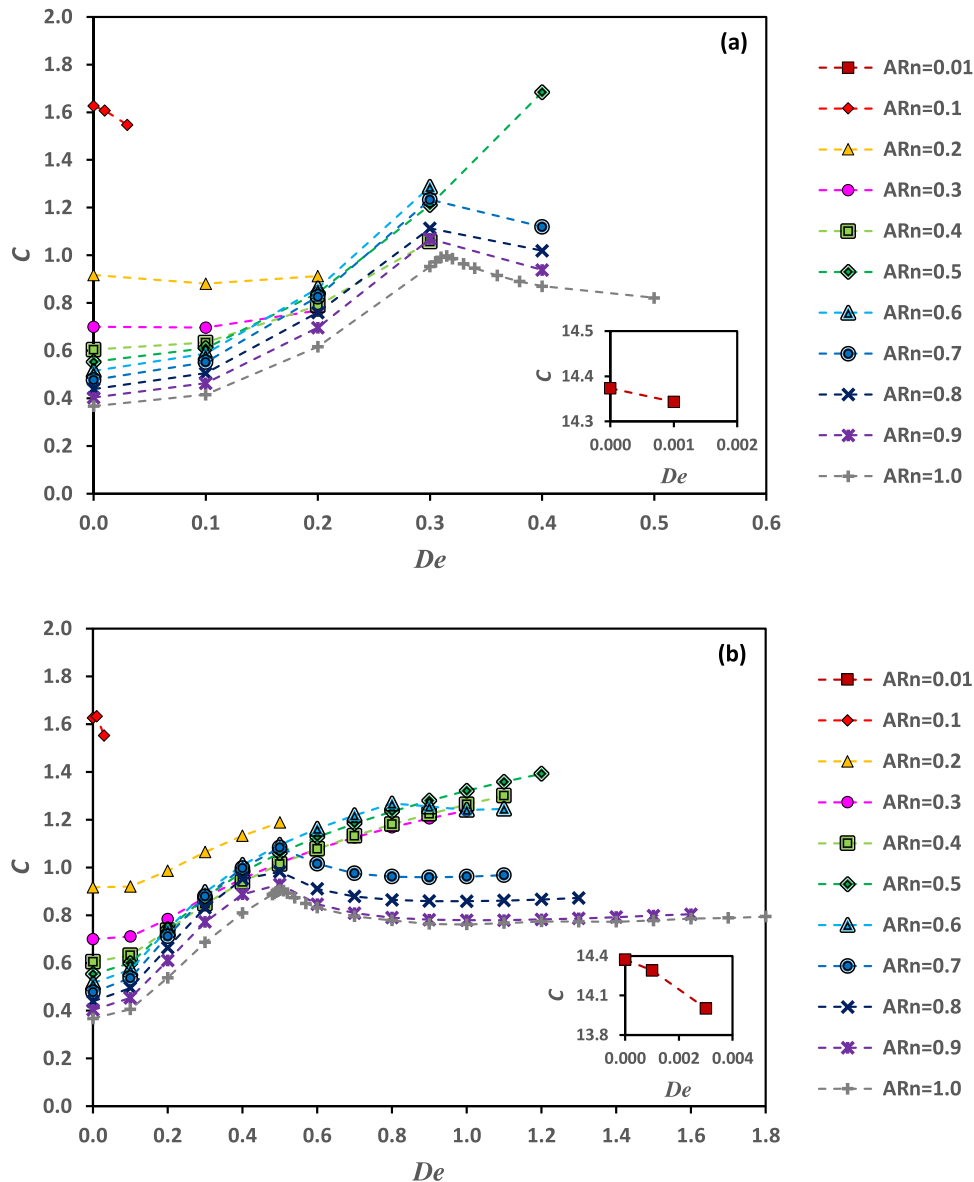 2.0
(a)
1.8
1.6
1.4
1.2
C
1.0
0.8
0.6
0.4
0.2
0.0
0.0 0.1 0.2 0.3 0.4 0.5 0.6
De
14.5
14.4
C
14.3
0.000 0.001 0.002
De
ARn=0.01
ARn=0.1
ARn=0.2
ARn=0.3
ARn=0.4
ARn=0.5
ARn=0.6
ARn=0.7
ARn=0.8
ARn=0.9
ARn=1.0
2.0
(b)
1.8
1.6
1.4
1.2
C
1.0
0.8
0.6
0.4
0.2
0.0
0.0 0.2 0.4 0.6 0.8 1.0 1.2 1.4 1.6 1.8
De
14.4
14.1
C
13.8
0.000 0.002 0.004
De
ARn=0.01
ARn=0.1
ARn=0.2
ARn=0.3
ARn=0.4
ARn=0.5
ARn=0.6
ARn=0.7
ARn=0.8
ARn=0.9
ARn=1.0